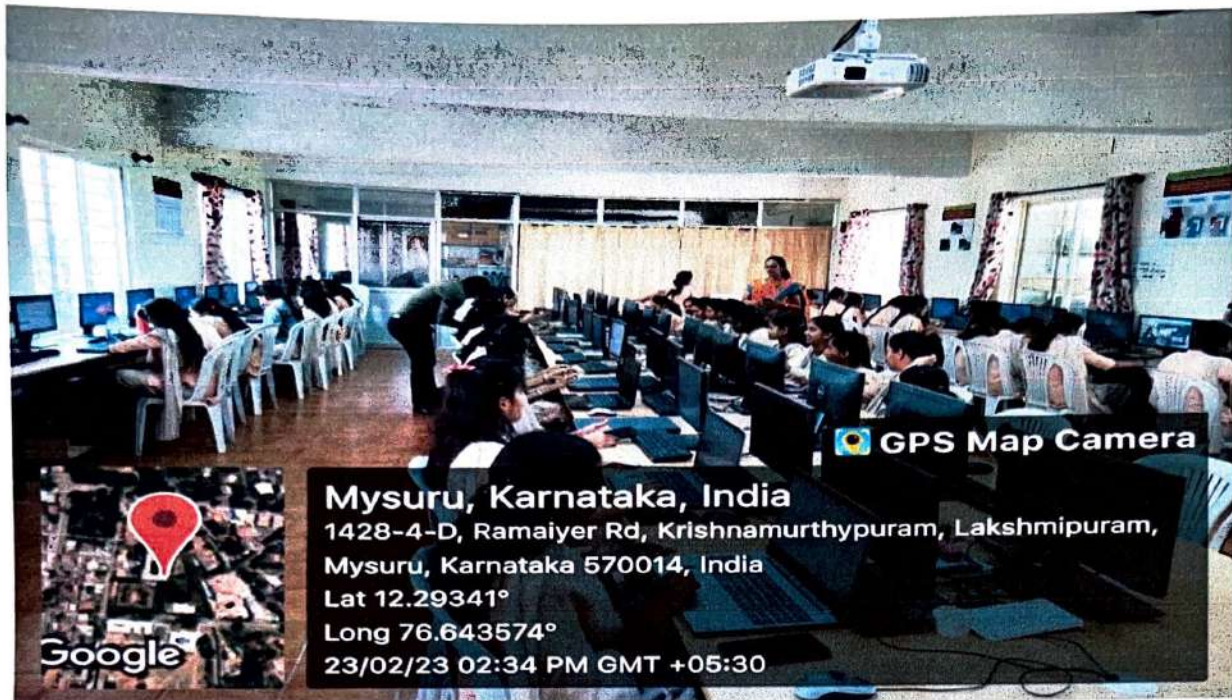 GPS Map Camera
Mysuru, Karnataka, India
1428-4-D, Ramaiyer Rd, Krishnamurthypuram, Lakshmipuram,
Mysuru, Karnataka 570014, India
Lat 12.29341°
Long 76.643574°
23/02/23 02:34 PM GMT +05:30
Google